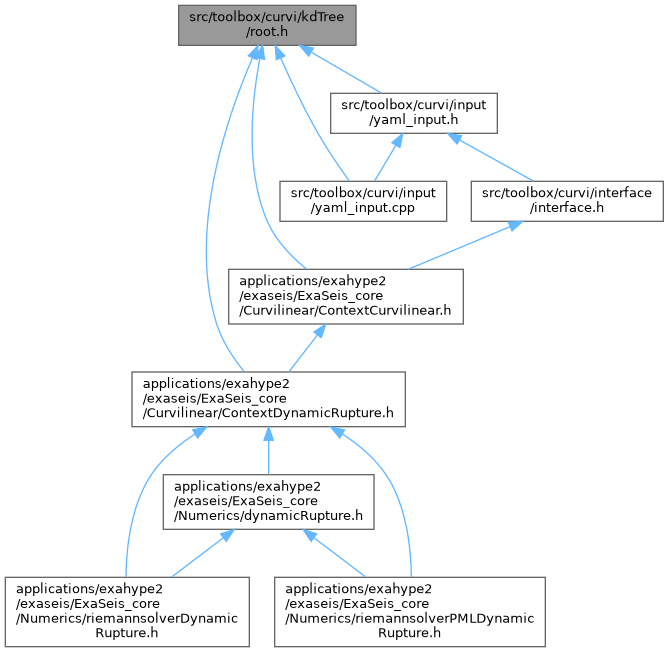 src/toolbox/curvi/kdTree
/root.h
src/toolbox/curvi/input
/yaml_input.h
src/toolbox/curvi/input
/yaml_input.cpp
src/toolbox/curvi/interface
/interface.h
applications/exahype2
/exaseis/ExaSeis_core
/Curvilinear/ContextCurvilinear.h
applications/exahype2
/exaseis/ExaSeis_core
/Curvilinear/ContextDynamicRupture.h
applications/exahype2
/exaseis/ExaSeis_core
/Numerics/dynamicRupture.h
applications/exahype2
/exaseis/ExaSeis_core
/Numerics/riemannsolverDynamic
Rupture.h
applications/exahype2
/exaseis/ExaSeis_core
/Numerics/riemannsolverPMLDynamic
Rupture.h